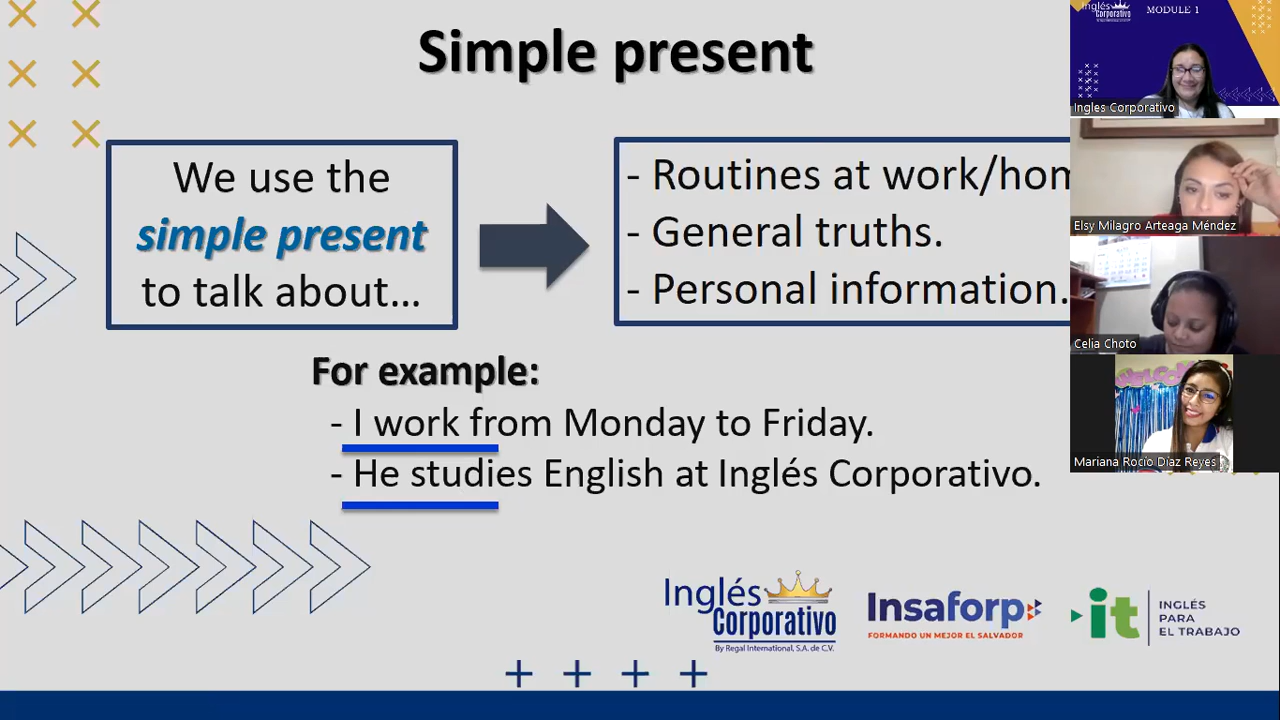 Simple present
We use the
simple present
to talk about...
- Routines at work/hom
- General truths.
- Personal information.
For example:
- I work from Monday to Friday.
- He studies English at Inglés Corporativo.
Inglés
Corporativo
By Regal International, S.A. de C.V.
Insaforp
FORMANDO UN MEJOR EL SALVADOR
it
INGLÉS
PARA
EL TRABAJO
Inglés
Corporativo
MODULE 1
Ingles Corporativo
Elsy Milagro Arteaga Méndez
Celia Choto
WELCOME
Mariana Rocío Díaz Reyes